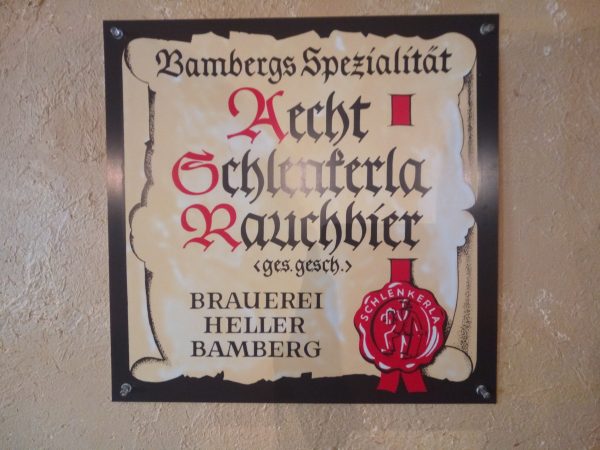 Bambergs Spezialität
Aecht
Schlenkerla
Rauchbier
<ges. gesch.>
BRAUEREI
HELLER
BAMBERG
SCHLENKERLA